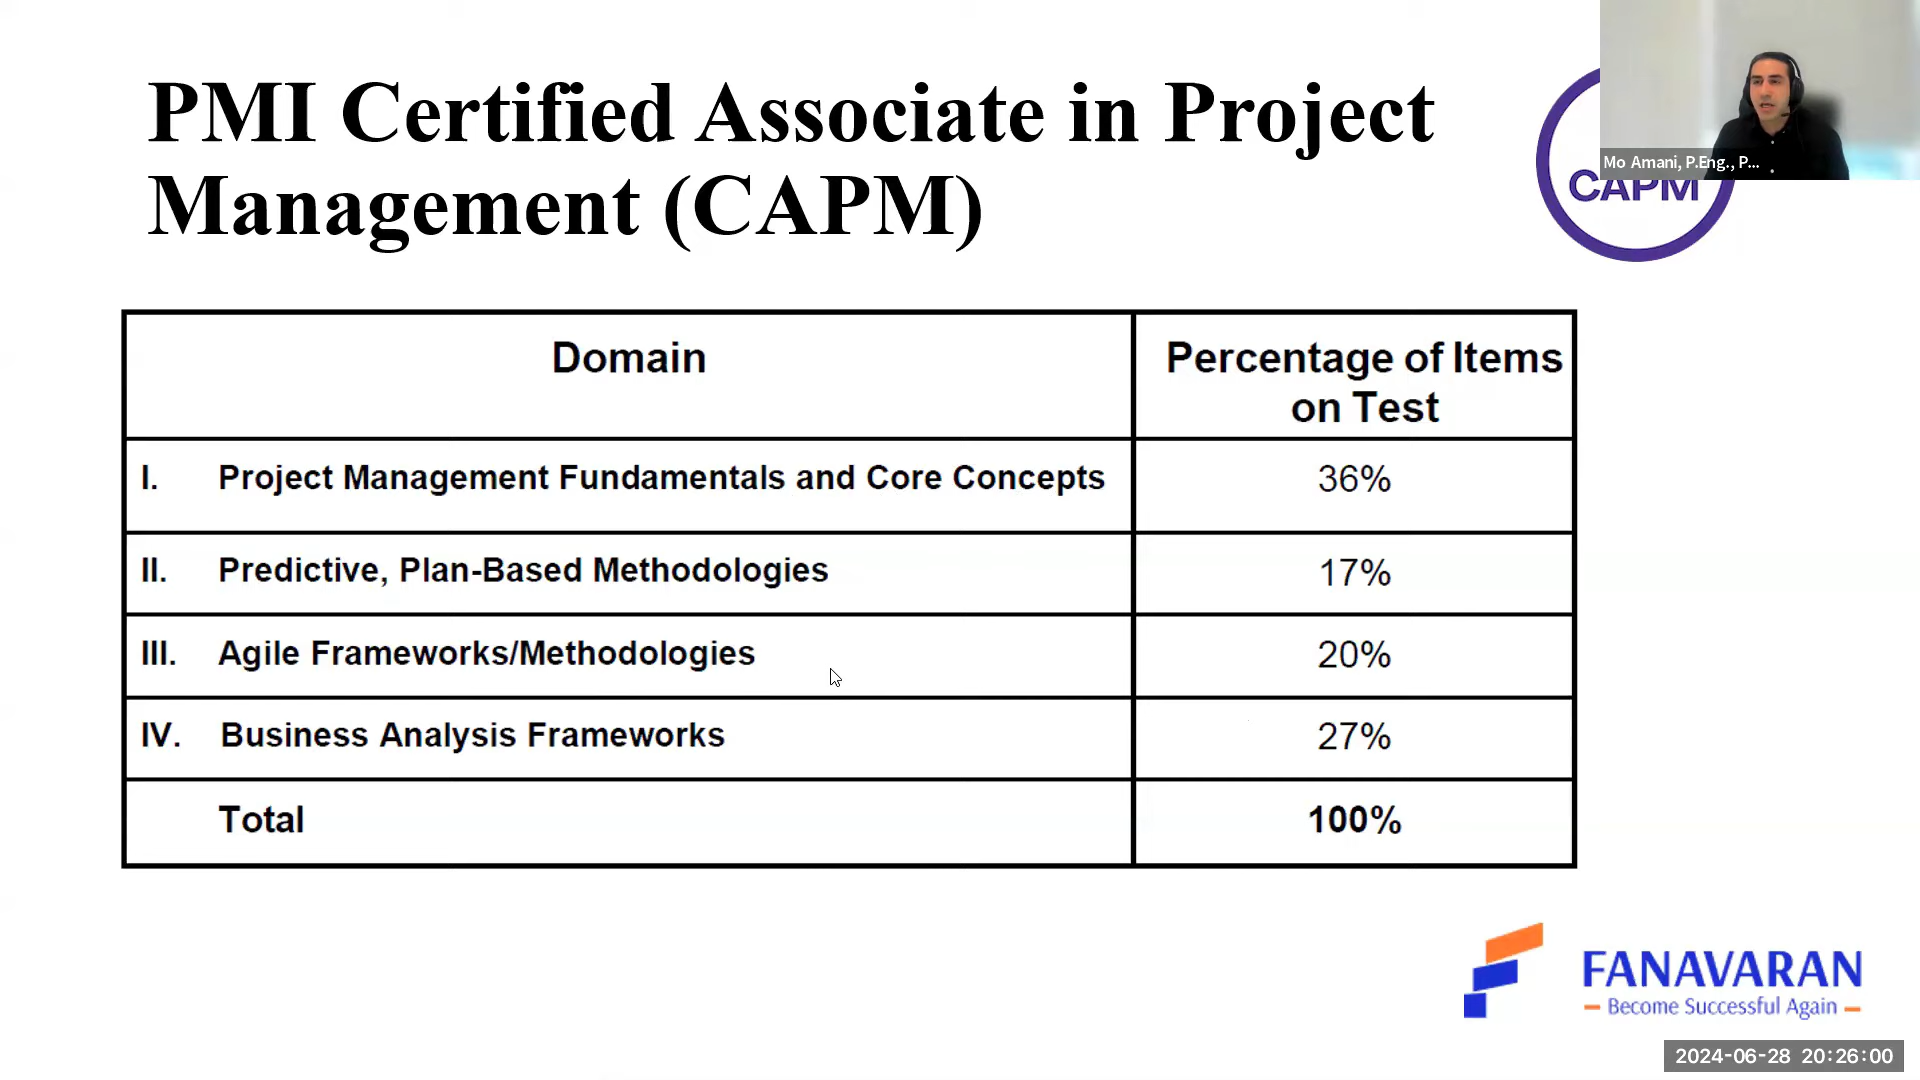 PMI Certified Associate in Project
Management (CAPM)
CAPM
Mo Amani, P.Eng., P...
Domain
Percentage of Items
on Test
I. Project Management Fundamentals and Core Concepts 36%
II. Predictive, Plan-Based Methodologies 17%
III. Agile Frameworks/Methodologies 20%
IV. Business Analysis Frameworks 27%
Total 100%
FANAVARAN
Become Successful Again
2024-06-28 20:26:00